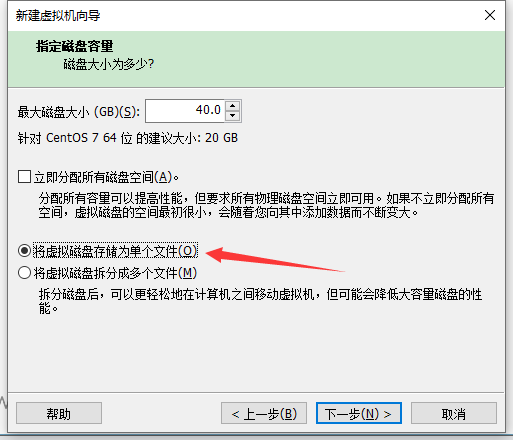 新建虚拟机向导
指定磁盘容量
磁盘大小为多少?
最大磁盘大小 (GB)(S): 40.0
针对 CentOS 7 64 位 的建议大小: 20 GB
立即分配所有磁盘空间(A)。
分配所有容量可以提高性能，但要求所有物理磁盘空间立即可用。如果不立即分配所有
空间，虚拟磁盘的空间最初很小，会随着您向其中添加数据而不断变大。
将虚拟磁盘存储为单个文件(O)
将虚拟磁盘拆分成多个文件(M)
拆分磁盘后，可以更轻松地在计算机之间移动虚拟机，但可能会降低大容量磁盘的性
能。
帮助 < 上一步(B) 下一步(N) > 取消